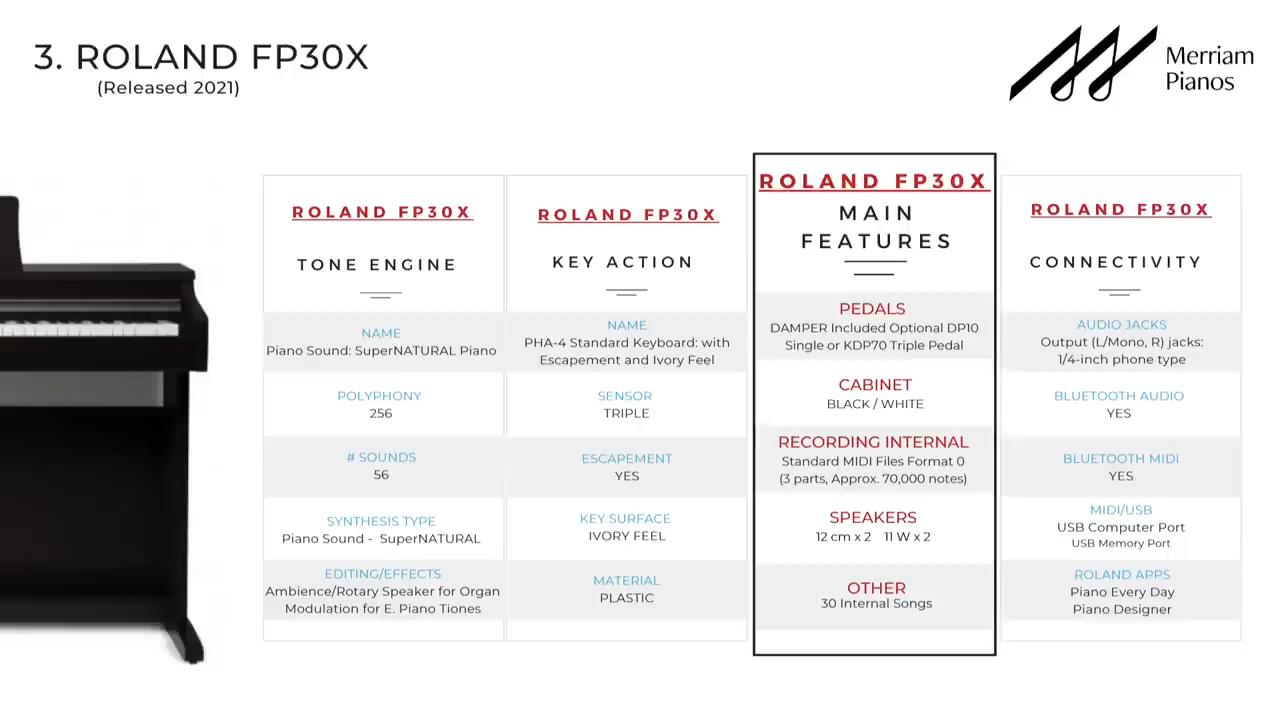 3. ROLAND FP30X
(Released 2021)
Merriam
Pianos
ROLAND FP30X
TONE ENGINE
NAME
Piano Sound: SuperNATURAL Piano
POLYPHONY
256
# SOUNDS
56
SYNTHESIS TYPE
Piano Sound - SuperNATURAL
EDITING/EFFECTS
Ambience/Rotary Speaker for Organ
Modulation for E. Piano Tiones
ROLAND FP30X
KEY ACTION
NAME
PHA-4 Standard Keyboard: with
Escapement and Ivory Feel
SENSOR
TRIPLE
ESCAPEMENT
YES
KEY SURFACE
IVORY FEEL
MATERIAL
PLASTIC
ROLAND FP30X
MAIN
FEATURES
PEDALS
DAMPER Included Optional DP10
Single or KDP70 Triple Pedal
CABINET
BLACK / WHITE
RECORDING INTERNAL
Standard MIDI Files Format 0
(3 parts, Approx. 70,000 notes)
SPEAKERS
12 cm x 2 11 W x 2
OTHER
30 Internal Songs
ROLAND FP30X
CONNECTIVITY
AUDIO JACKS
Output (L/Mono, R) jacks:
1/4-inch phone type
BLUETOOTH AUDIO
YES
BLUETOOTH MIDI
YES
MIDI/USB
USB Computer Port
USB Memory Port
ROLAND APPS
Piano Every Day
Piano Designer